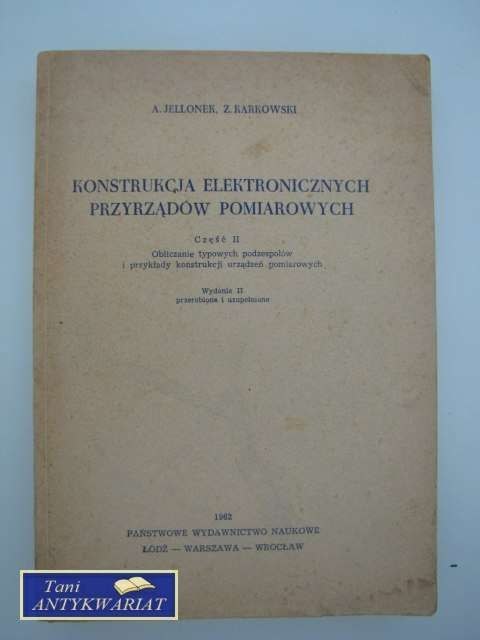 A. JELLONEK, Z. KARKOWSKI
KONSTRUKCJA ELEKTRONICZNYCH
PRZYRZĄDÓW POMIAROWYCH
Część II
Obliczanie typowych podzespołów
i przykłady konstrukcji urządzeń pomiarowych
Wydanie II
przerobione i uzupełnione
1962
PAŃSTWOWE WYDAWNICTWO NAUKOWE
ŁÓDŹ — WARSZAWA — WROCŁAW
Tani
ANTYKWARIAT